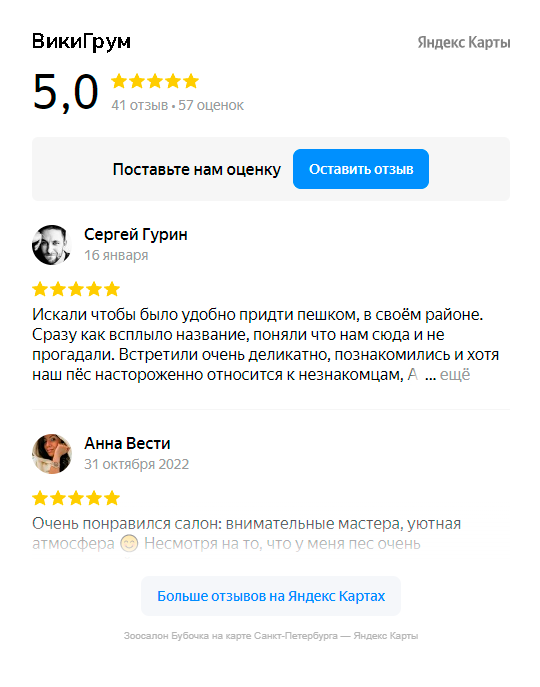 ВикиГрум
Яндекс Карты
5,0
41 отзыв • 57 оценок
Поставьте нам оценку
Оставить отзыв
Сергей Гурин
16 января
Искали чтобы было удобно придти пешком, в своём районе.
Сразу как всплыло название, поняли что нам сюда и не
прогадали. Встретили очень деликатно, познакомились и хотя
наш пёс настороженно относится к незнакомцам, А ... ещё
Анна Вести
31 октября 2022
Очень понравился салон: внимательные мастера, уютная
атмосфера 😊 Несмотря на то, что у меня пес очень
Больше отзывов на Яндекс Картах
Зоосалон Бубочка на карте Санкт-Петербурга — Яндекс Карты